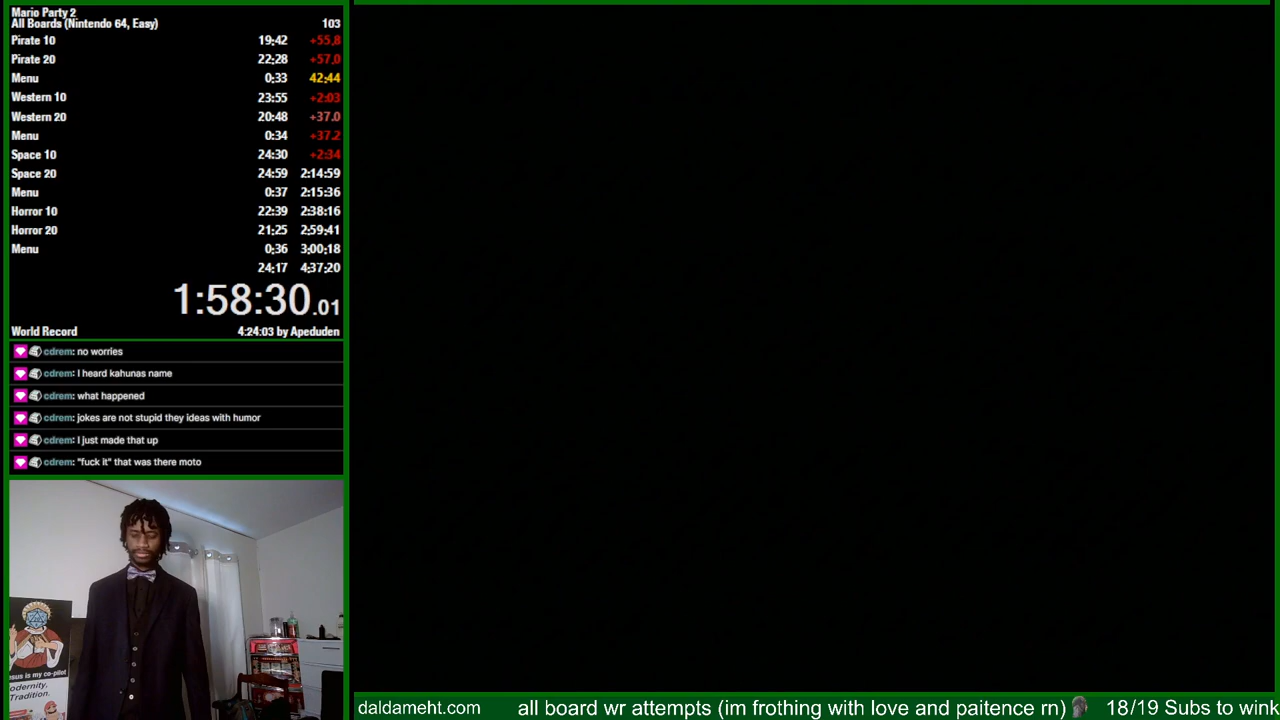 Mario Party 2
All Boards (Nintendo 64, Easy) 103
Pirate 10 19:42 +55.8
Pirate 20 22:28 +57.0
Menu 0:33 42:44
Western 10 23:55 +2:03
Western 20 20:48 +37.0
Menu 0:34 +37.2
Space 10 24:30 +2:34
Space 20 24:59 2:14:59
Menu 0:37 2:15:36
Horror 10 22:39 2:38:16
Horror 20 21:25 2:59:41
Menu 0:36 3:00:18
24:17 4:37:20
1:58:30.01
World Record 4:24:03 by Apeduden
cdrem: no worries
cdrem: I heard kahunas name
cdrem: what happened
cdrem: jokes are not stupid they ideas with humor
cdrem: I just made that up
cdrem: "fuck it" that was there moto
esus is my co-pilot
odernity,
Tradition.
daldameht.com all board wr attempts (im frothing with love and paitence rn) 18/19 Subs to wink